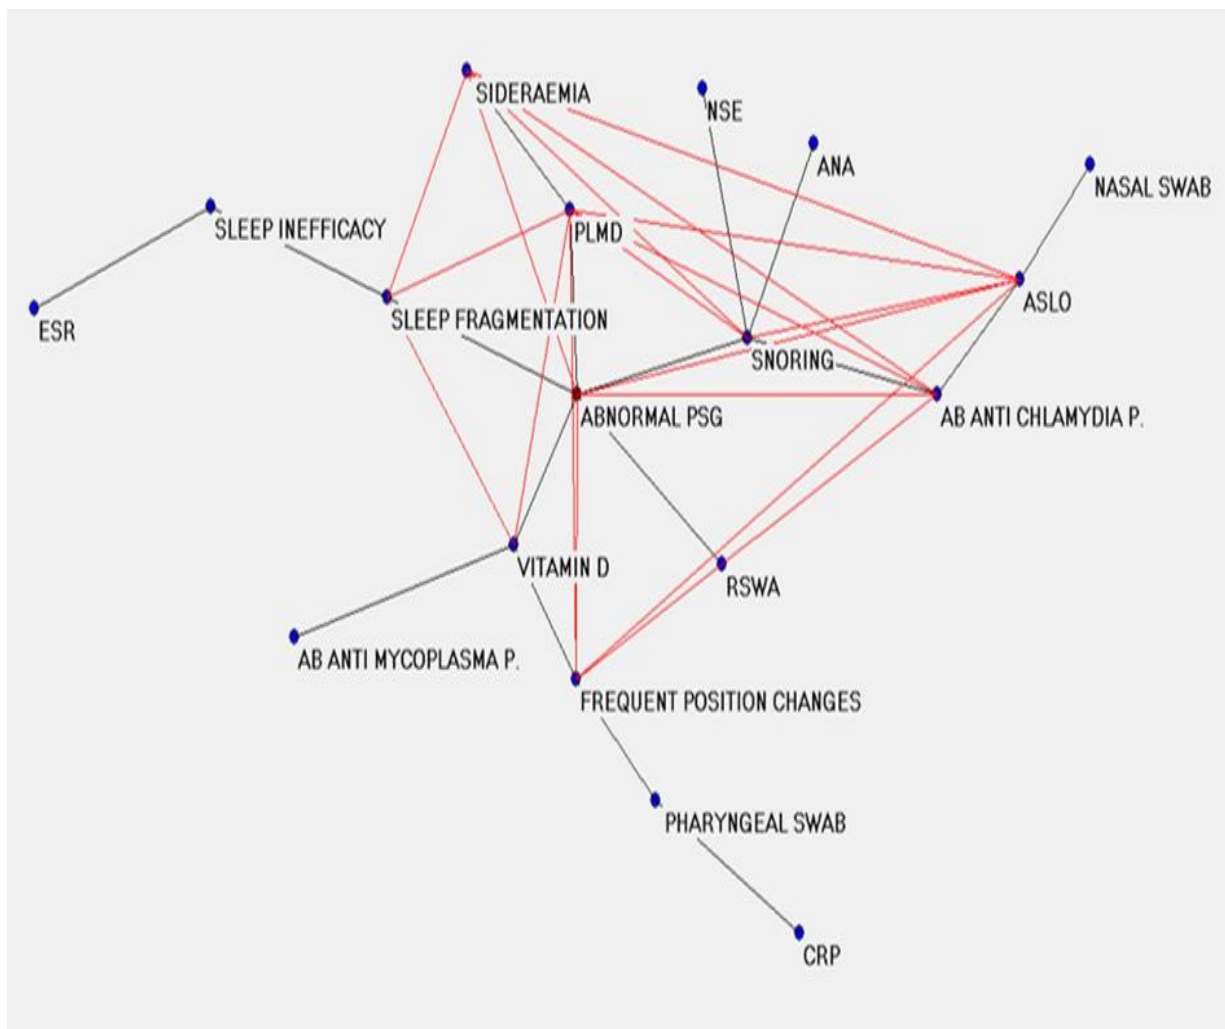 SIDERAEMIA
NSE
ANA
NASAL SWAB
SLEEP INEFFICACY
PLMD
ASLO
ESR
SLEEP FRAGMENTATION
SNORING
ABNORMAL PSG
AB ANTI CHLAMYDIA P.
VITAMIN D
RSWA
AB ANTI MYCOPLASMA P.
FREQUENT POSITION CHANGES
PHARYNGEAL SWAB
CRP